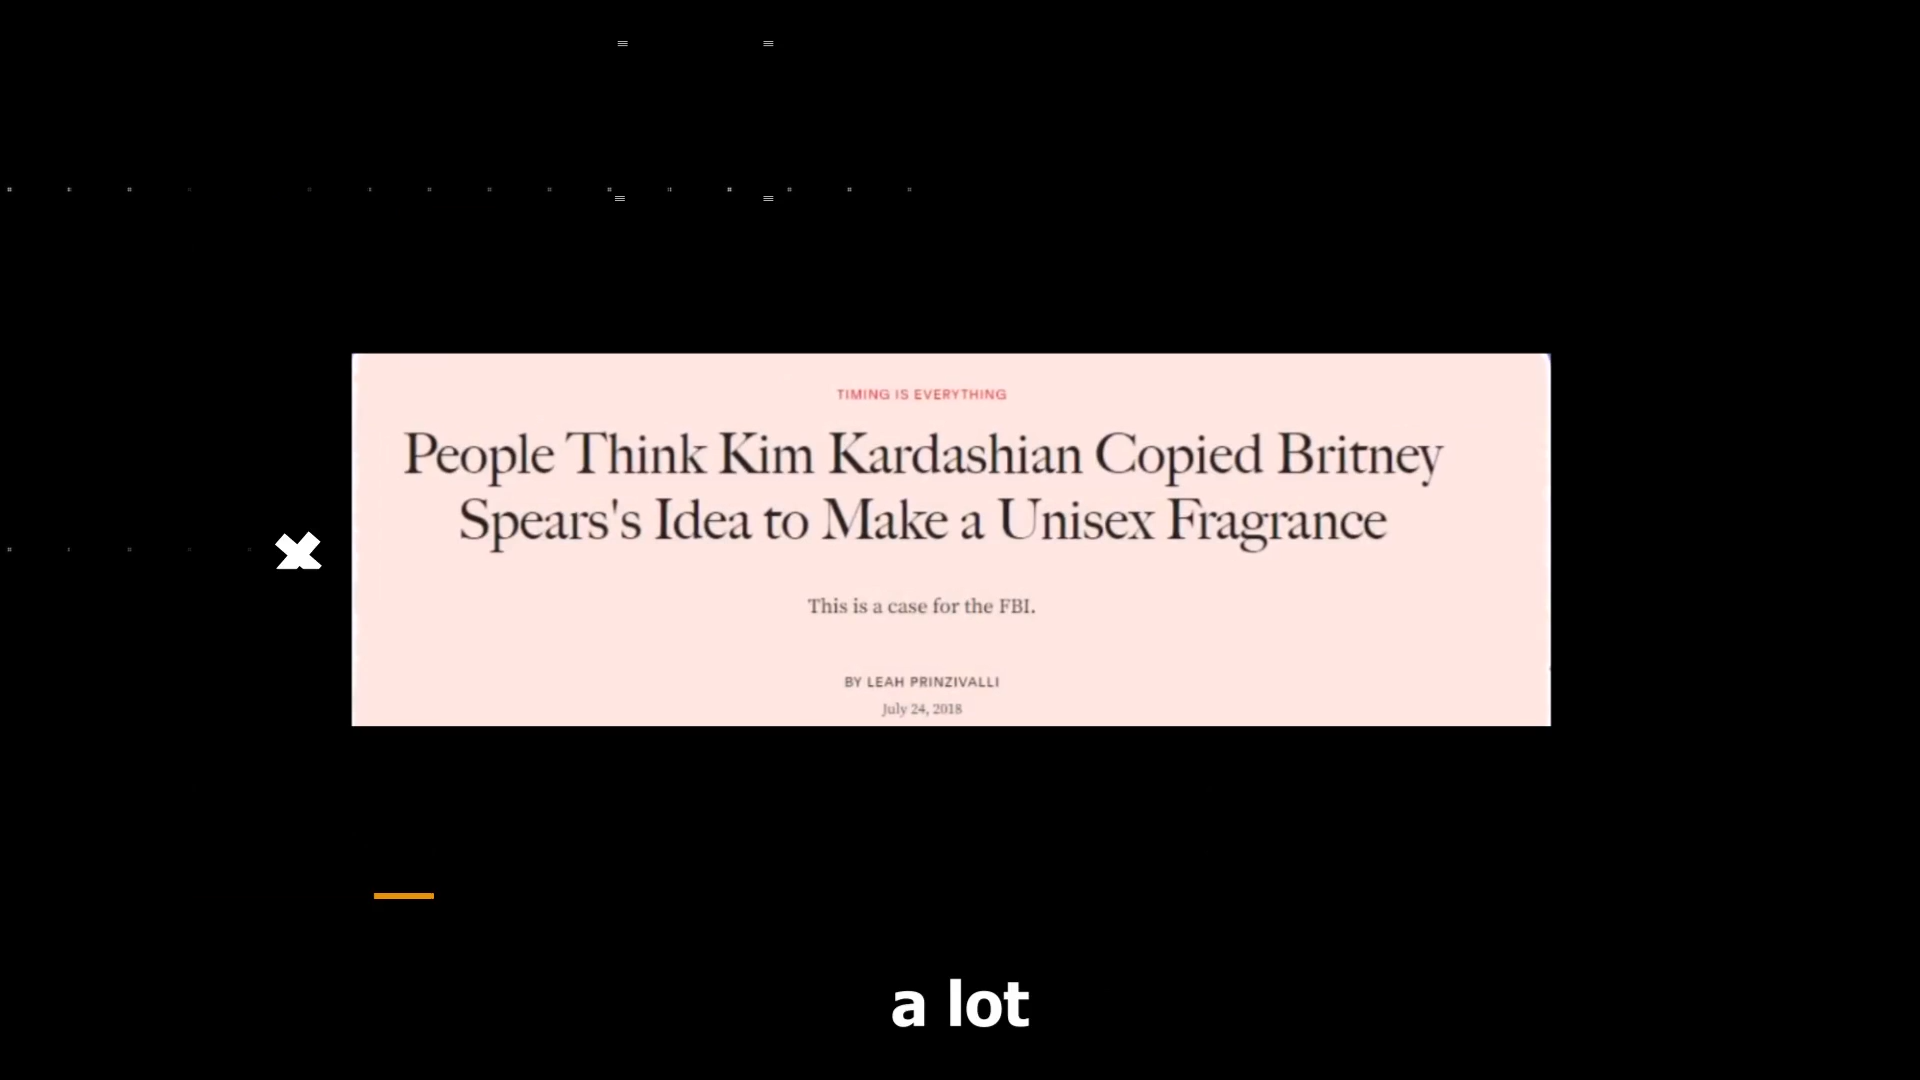 TIMING IS EVERYTHING
People Think Kim Kardashian Copied Britney
Spears's Idea to Make a Unisex Fragrance
This is a case for the FBI.
BY LEAH PRINZIVALLI
July 24, 2018
a lot